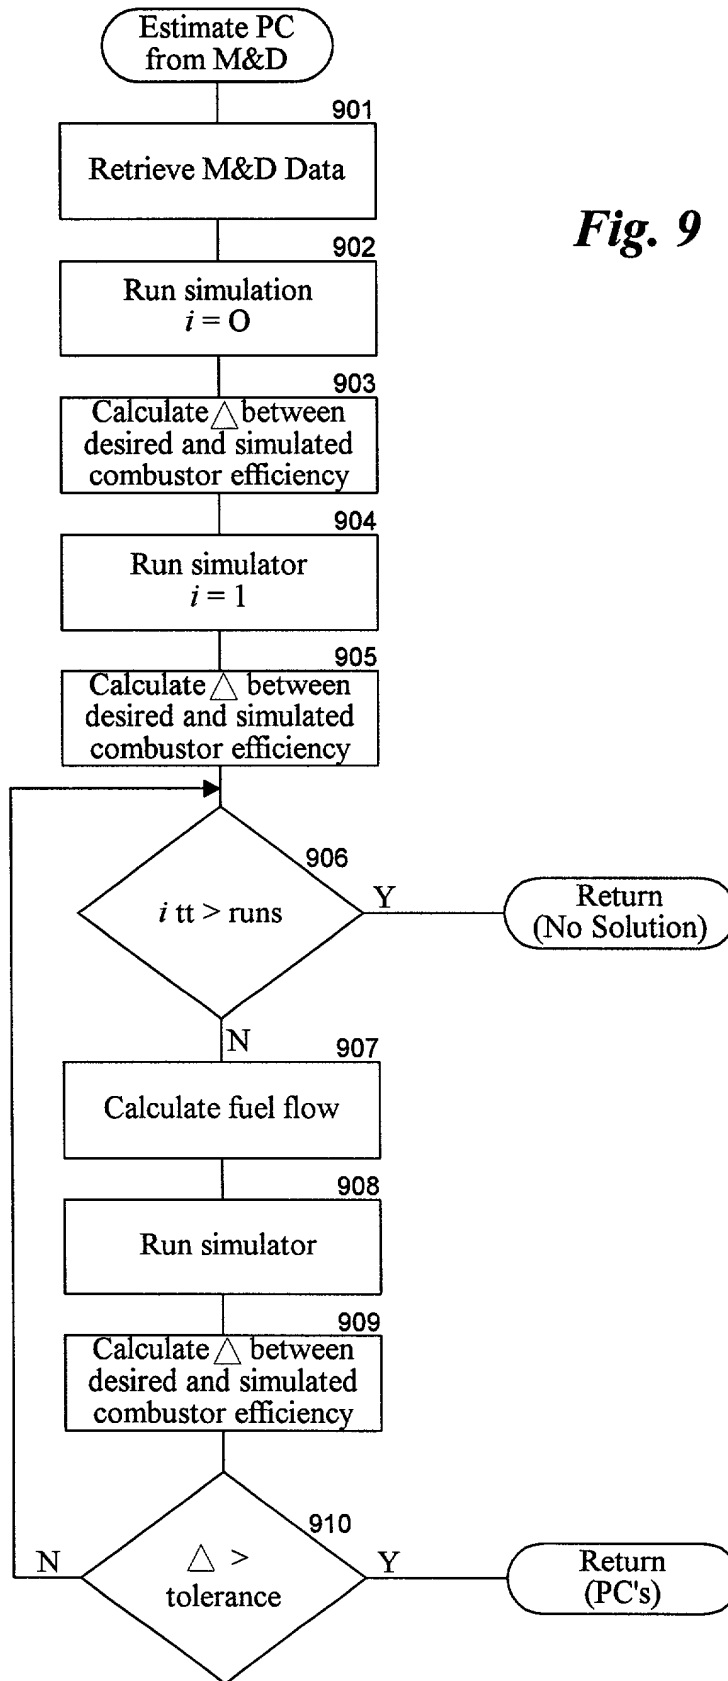 Estimate PC
from M&D
901
Retrieve M&D Data
Fig. 9
902
Run simulation
i = O
903
Calculate △ between
desired and simulated
combustor efficiency
904
Run simulator
i = 1
905
Calculate △ between
desired and simulated
combustor efficiency
906
i tt > runs
Y
Return
(No Solution)
N
907
Calculate fuel flow
908
Run simulator
909
Calculate △ between
desired and simulated
combustor efficiency
910
N
△ >
tolerance
Y
Return
(PC's)